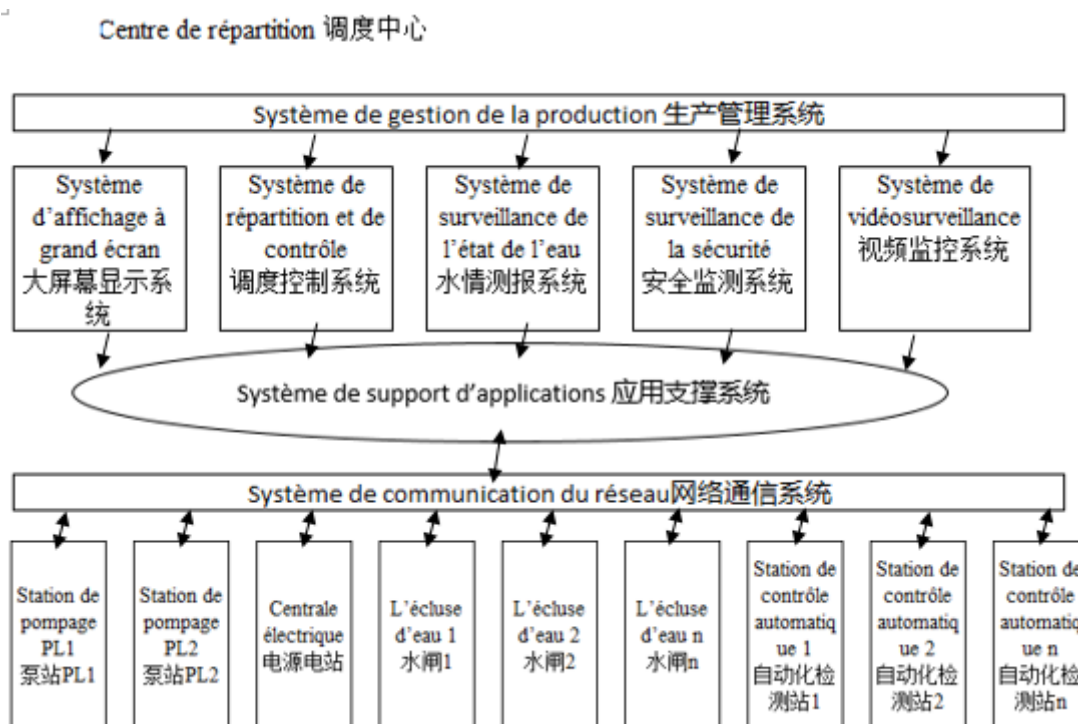 Centre de répartition 调度中心
Système de gestion de la production 生产管理系统
Système
d'affichage à
grand écran
大屏幕显示系
统
Système de
répartition et de
contrôle
调度控制系统
Système de
surveillance de
l'état de l'eau
水情测报系统
Système de
surveillance de
la sécurité
安全监测系统
Système de
vidéosurveillance
视频监控系统
Système de support d'applications 应用支撑系统
Système de communication du réseau网络通信系统
Station de
pompage
PL1
泵站PL1
Station de
pompage
PL2
泵站PL2
Centrale
électrique
电源电站
L'écluse
d'eau 1
水闸1
L'écluse
d'eau 2
水闸2
L'écluse
d'eau n
水闸n
Station de
contrôle
automatiq
ue 1
自动化检
测站1
Station de
contrôle
automatiq
ue 2
自动化检
测站2
Station de
contrôle
automatiq
ue n
自动化检
测站n